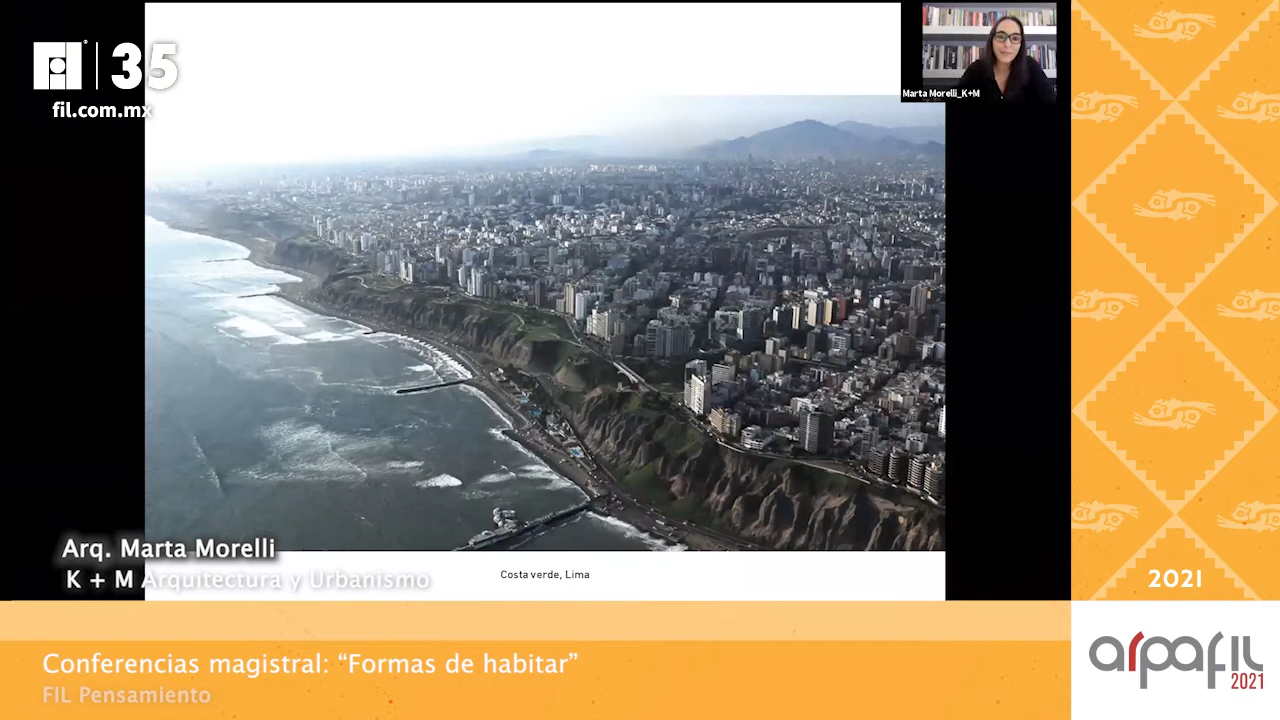 FIL 35
fil.com.mx
Marta Morelli_K+M
Arq. Marta Morelli
K + M Arquitectura y Urbanismo
Costa verde, Lima
2021
Conferencias magistral: “Formas de habitar”
FIL Pensamiento
arpafil
2021